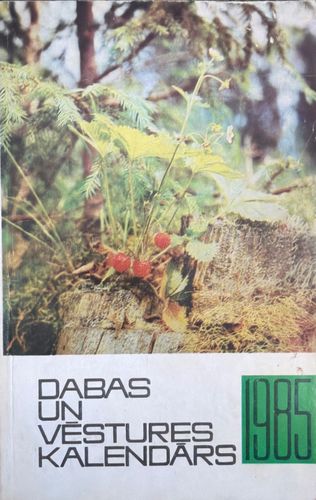 DABAS
UN
VĒSTURES
KALENDĀRS
1985